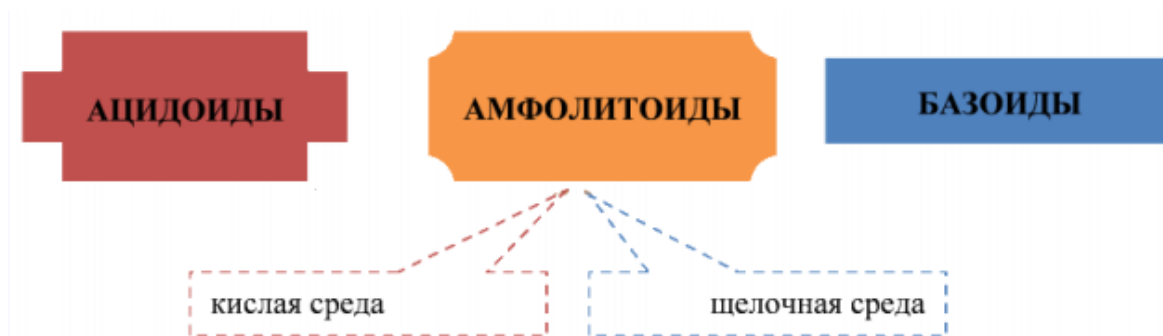 АЦИДОИДЫ
АМФОЛИТОИДЫ
БАЗОИДЫ
кислая среда
щелочная среда